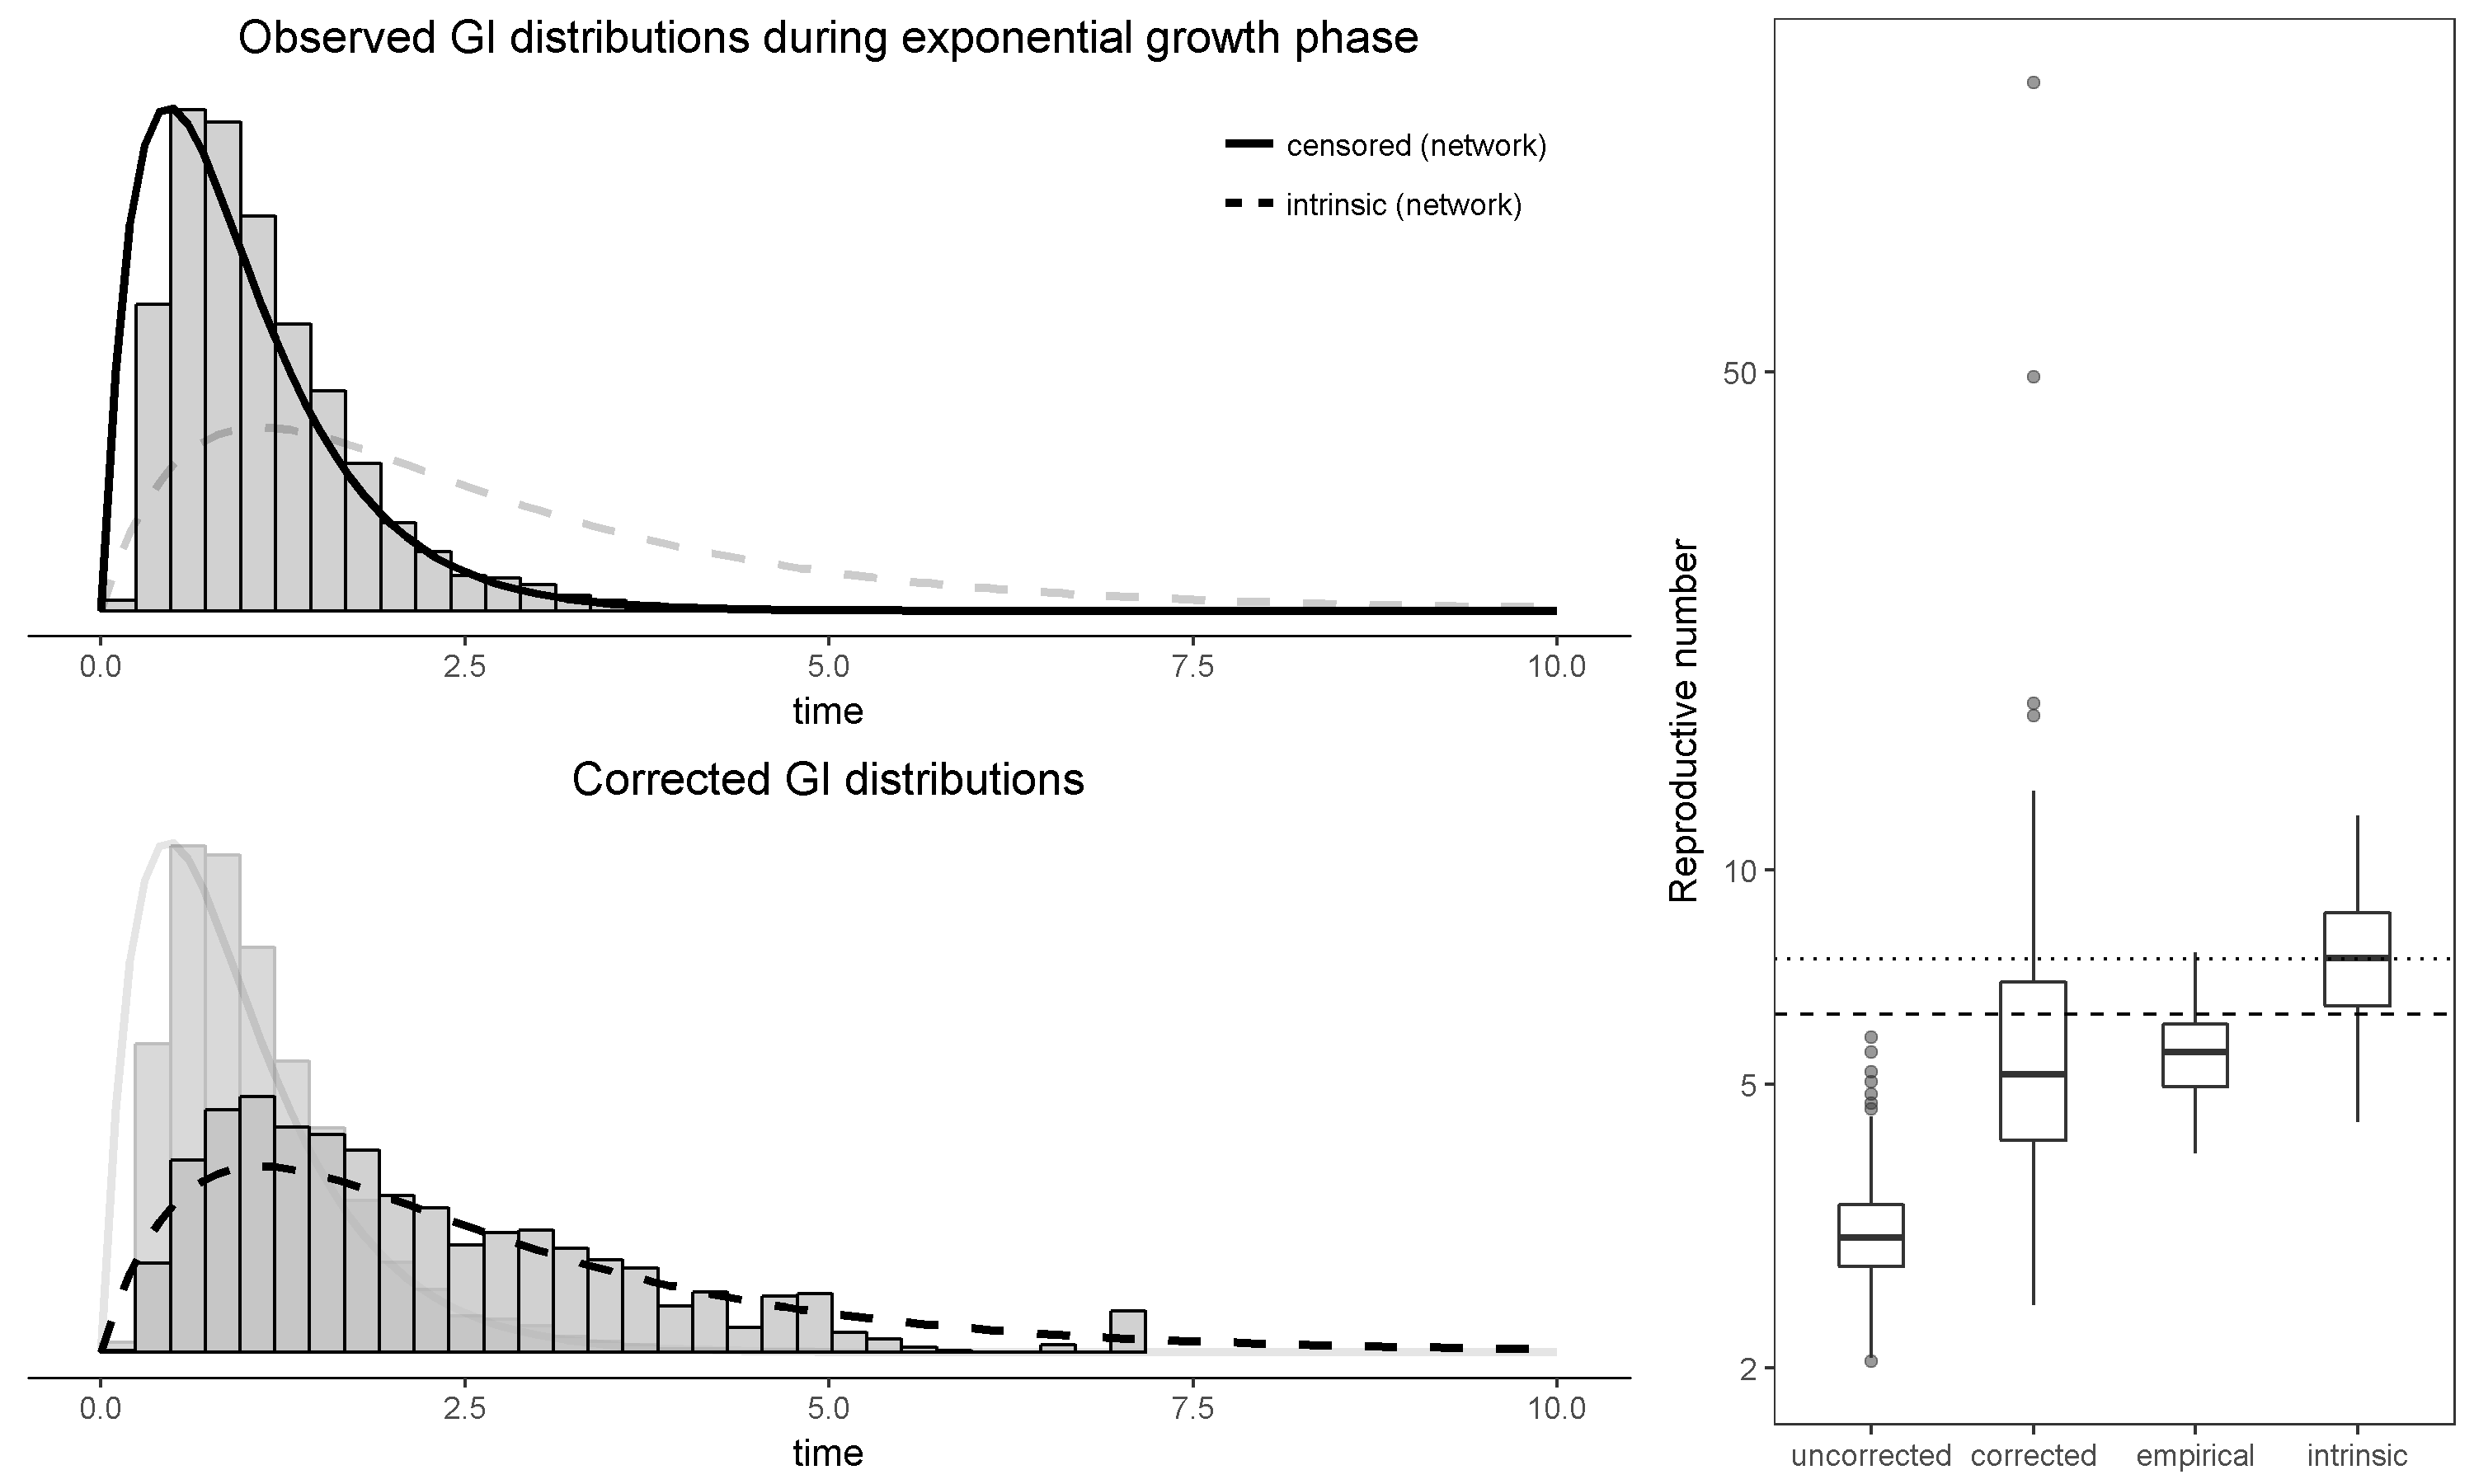 Observed GI distributions during exponential growth phase
censored (network)
intrinsic (network)
0.0 2.5 5.0 7.5 10.0
time
Corrected GI distributions
0.0 2.5 5.0 7.5 10.0
time
Reproductive number
50
10
5
2
uncorrected corrected empirical intrinsic